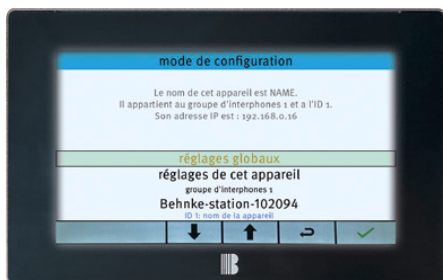 mode de configuration
Le nom de cet appareil est NAME.
Il appartient au groupe d'interphones 1 et a l'ID 1.
Son adresse IP est : 192.168.0.16
réglages globaux
réglages de cet appareil
groupe d'interphones 1
Behnke-station-102094
ID 1: nom de la appareil